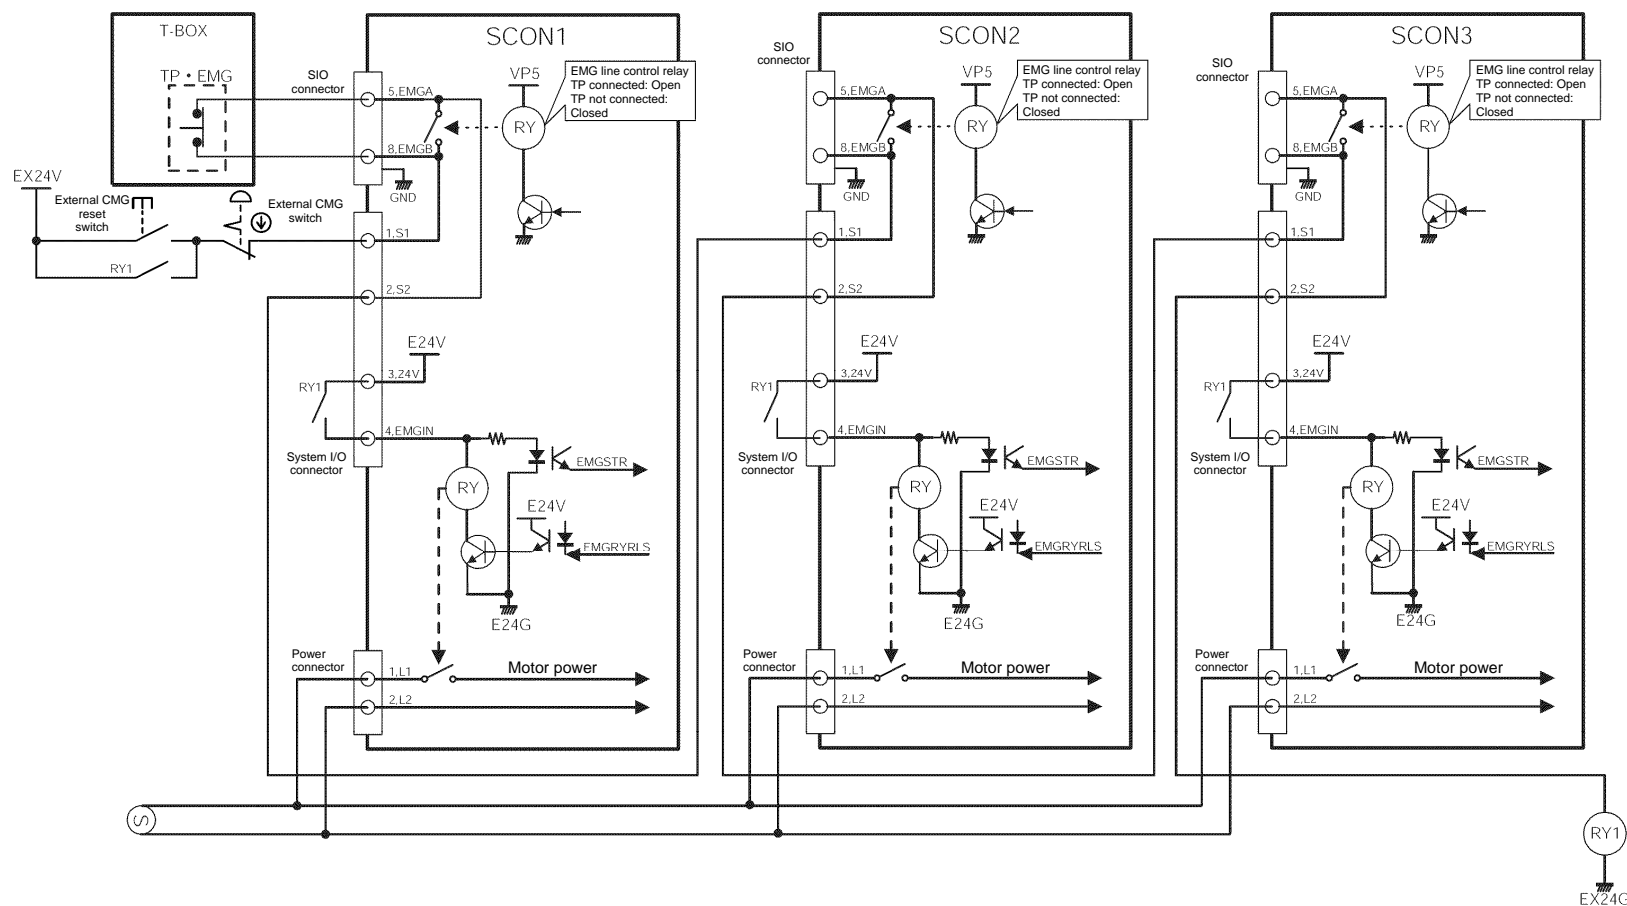 T-BOX
TP・EMG
EX24V
External CMG
reset
switch
External CMG
switch
RY1
SCON1
SIO
connector
5,EMGA
8,EMGB
GND
VP5
RY
EMG line control relay
TP connected: Open
TP not connected:
Closed
1,S1
2,S2
E24V
3,24V
RY1
4,EMGIN
System I/O
connector
EMGSTR
RY
E24V
EMGRYRLS
E24G
Power
connector
1,L1
Motor power
2,L2
SCON2
SIO
connector
5,EMGA
8,EMGB
GND
VP5
RY
EMG line control relay
TP connected: Open
TP not connected:
Closed
1,S1
2,S2
E24V
3,24V
RY1
4,EMGIN
System I/O
connector
EMGSTR
RY
E24V
EMGRYRLS
E24G
Power
connector
1,L1
Motor power
2,L2
SCON3
SIO
connector
5,EMGA
8,EMGB
GND
VP5
RY
EMG line control relay
TP connected: Open
TP not connected:
Closed
1,S1
2,S2
E24V
3,24V
RY1
4,EMGIN
System I/O
connector
EMGSTR
RY
E24V
EMGRYRLS
E24G
Power
connector
1,L1
Motor power
2,L2
S
RY1
EX24G